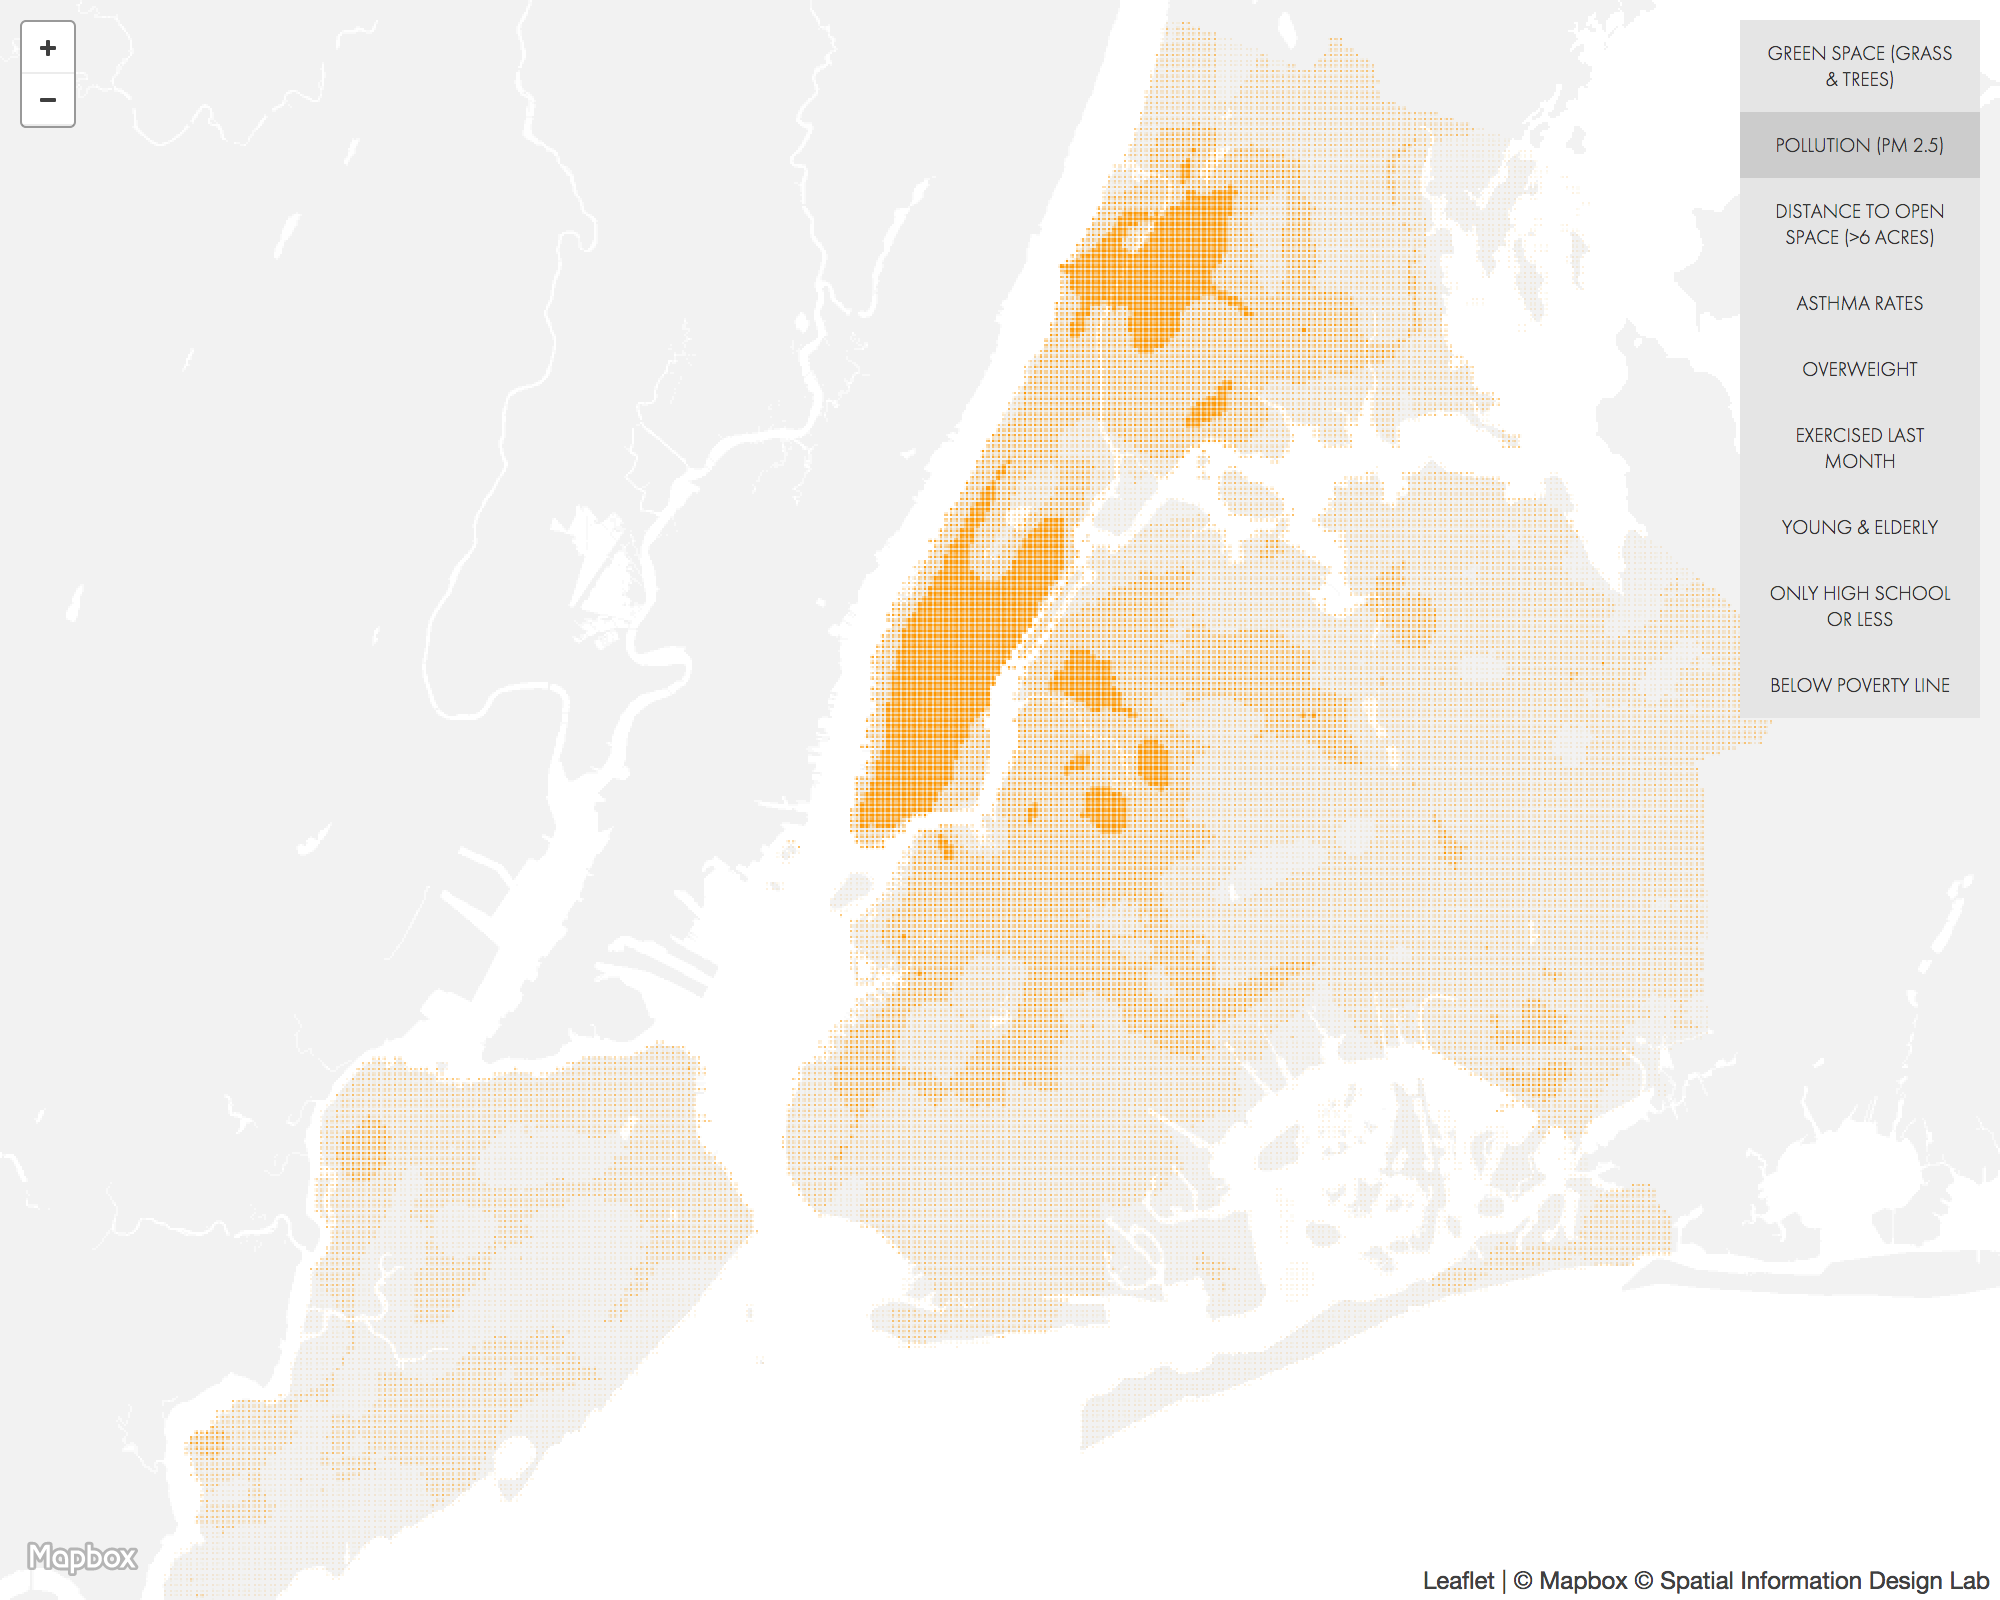 +
−
GREEN SPACE (GRASS
& TREES)
POLLUTION (PM 2.5)
DISTANCE TO OPEN
SPACE (>6 ACRES)
ASTHMA RATES
OVERWEIGHT
EXERCISED LAST
MONTH
YOUNG & ELDERLY
ONLY HIGH SCHOOL
OR LESS
BELOW POVERTY LINE
Mapbox
Leaflet | © Mapbox © Spatial Information Design Lab